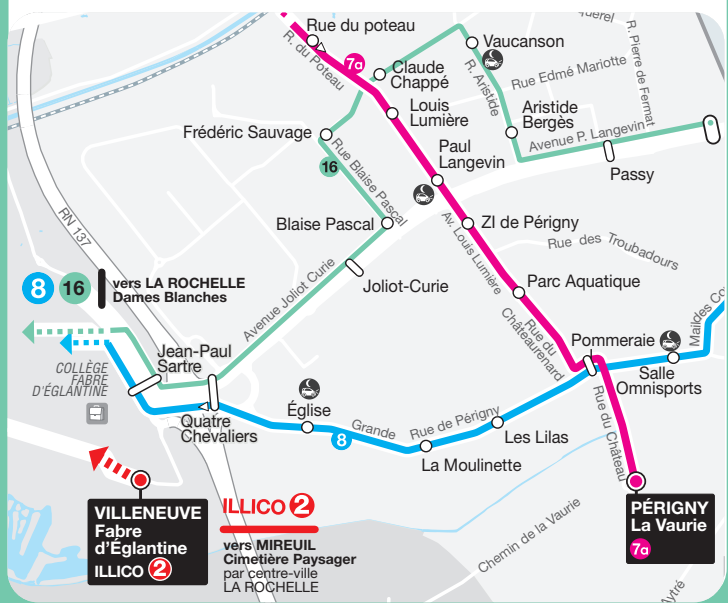 querel
Rue du poteau
R. du Poteau
7a
Vaucanson
R. Aristide
Rue Edmé Mariotte
R. Pierre de Fermat
Claude
Chappé
Louis
Lumière
Aristide
Bergès
Avenue P. Langevin
Passy
Frédéric Sauvage
16
Rue Blaise Pascal
Paul
Langevin
RN 137
Blaise Pascal
ZI de Périgny
Av. Louis Lumière
Rue des Troubadours
8 16
vers LA ROCHELLE
Dames Blanches
Avenue Joliot Curie
Joliot-Curie
Parc Aquatique
Rue du
Châteaurenard
Pommeraie
Mail des Co
Jean-Paul
Sartre
COLLÈGE
FABRE
D'ÉGLANTINE
Salle
Omnisports
Quatre
Chevaliers
Église
8
Grande
Rue de Périgny
Les Lilas
La Moulinette
Rue du Château
VILLENEUVE
Fabre
d'Églantine
ILLICO 2
ILLICO 2
vers MIREUIL
Cimetière Paysager
par centre-ville
LA ROCHELLE
Chemin de la Vaurie
PÉRIGNY
La Vaurie
7a
Aytré